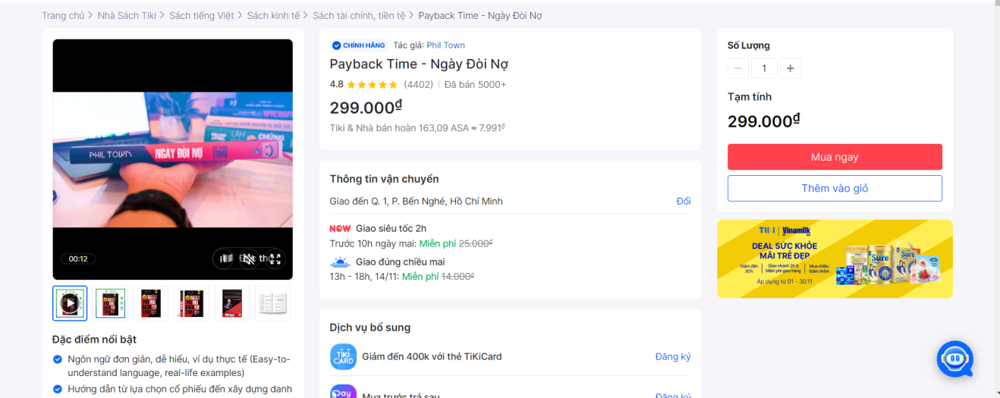 Trang chủ > Nhà Sách Tiki > Sách tiếng Việt > Sách kinh tế > Sách tài chính, tiền tệ > Payback Time - Ngày Đòi Nợ
PHIL TOWN NGÀY ĐÒI NỢ PAYBACK TIME
00:12
Đọc thử
Đặc điểm nổi bật
Ngôn ngữ đơn giản, dễ hiểu, ví dụ thực tế (Easy-to-
understand language, real-life examples)
Hướng dẫn từ lựa chọn cổ phiếu đến xây dựng danh
CHÍNH HÃNG Tác giả: Phil Town
Payback Time - Ngày Đòi Nợ
4.8 (4402) Đã bán 5000+
299.000₫
Tiki & Nhà bán hoàn 163,09 ASA ≈ 7.991₫
Thông tin vận chuyển
Giao đến Q. 1, P. Bến Nghé, Hồ Chí Minh Đổi
NOW Giao siêu tốc 2h
Trước 10h ngày mai: Miễn phí 25.000₫
Giao đúng chiều mai
13h - 18h, 14/11: Miễn phí 14.000₫
Dịch vụ bổ sung
TIKI CARD Giảm đến 400k với thẻ TiKiCard Đăng ký
Pay Mua trước trả sau Đăng ký
Số Lượng
1
Tạm tính
299.000₫
Mua ngay
Thêm vào giỏ
TIKI | Vinamilk
DEAL SỨC KHỎE
MÃI TRẺ ĐẸP
Giảm đến 30% | Giao nhanh 2h & Miễn phí giao hàng | Mua nhiều Giảm thêm
Áp dụng từ 01 - 30.11
Sure Sure